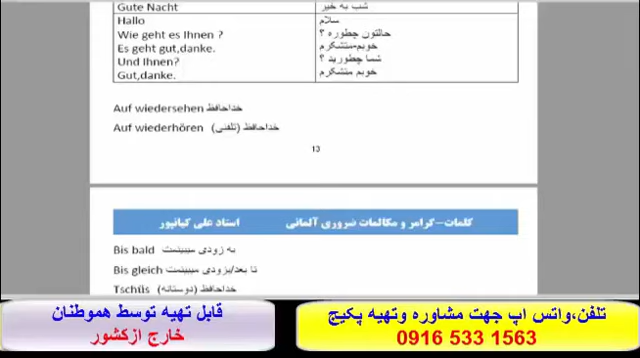 Gute Nacht شب به خیر
Hallo سلام
Wie geht es Ihnen ? حالتون چطوره ؟
Es geht gut,danke. خوبم-متشکرم
Und Ihnen? شما چطورید ؟
Gut,danke. خوبم متشکرم
Auf wiedersehen خداحافظ
Auf wiederhören خداحافظ (تلفنی)
13
کلمات-گرامر و مکالمات ضروری آلمانی استاد علی کیانپور
Bis bald به زودی میبینمت
Bis gleich تا بعد/بزودی میبینمت
Tschüs خداحافظ(دوستانه)
تلفن،واتس اپ جهت مشاوره وتهیه پکیج
0916 533 1563
قابل تهیه توسط هموطنان
خارج ازکشور